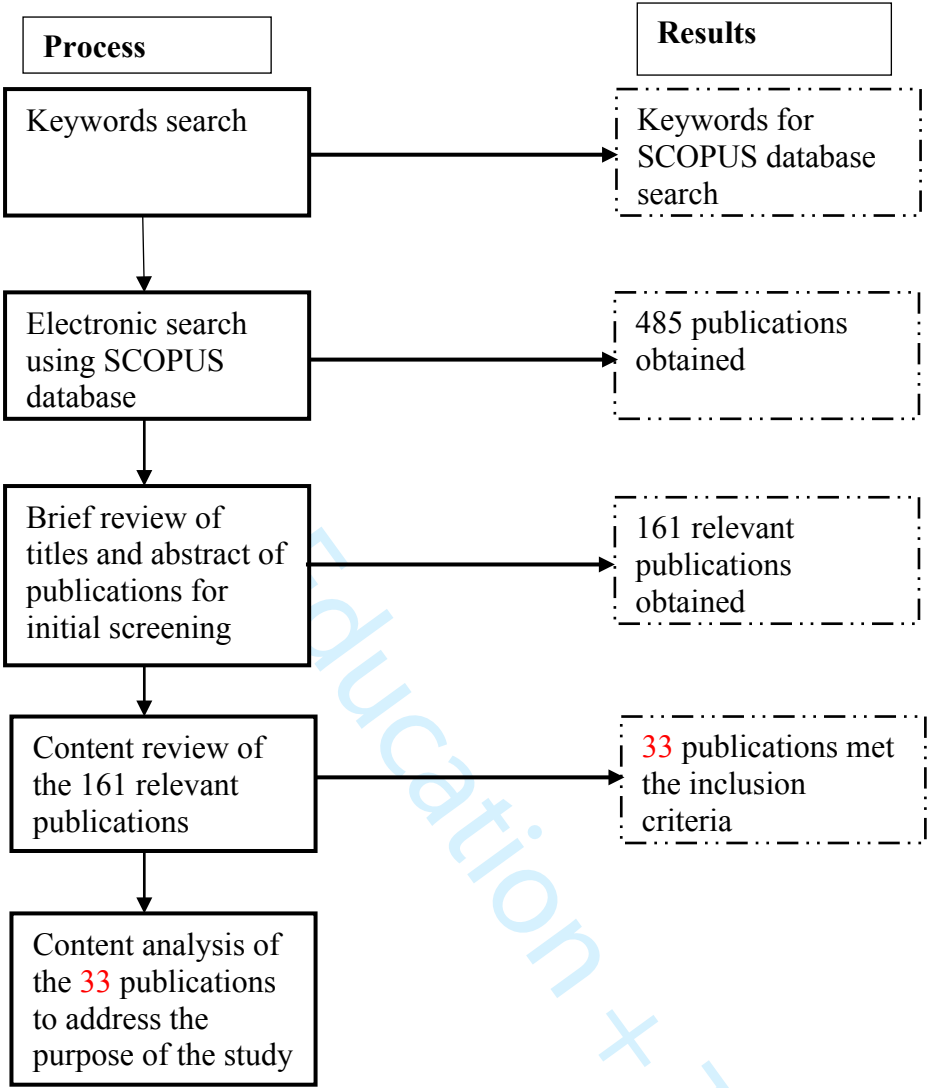 Process
Results
Keywords search
Keywords for
SCOPUS database
search
Electronic search
using SCOPUS
database
485 publications
obtained
Brief review of
titles and abstract of
publications for
initial screening
161 relevant
publications
obtained
Content review of
the 161 relevant
publications
33 publications met
the inclusion
criteria
Content analysis of
the 33 publications
to address the
purpose of the study
Education +